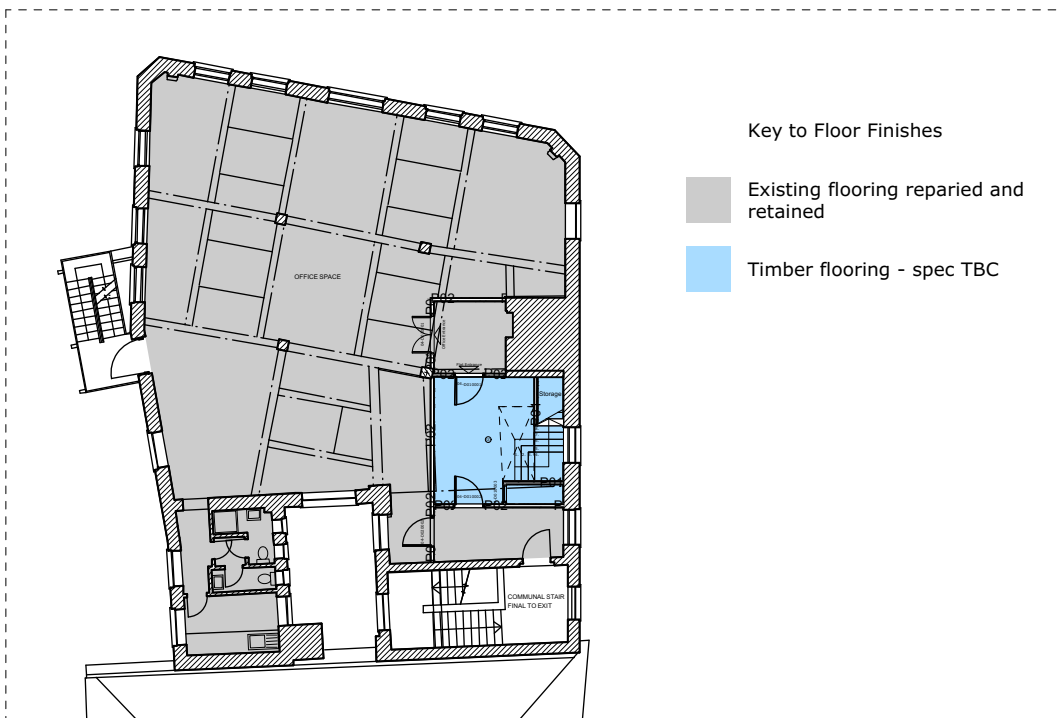 Key to Floor Finishes
Existing flooring reparied and
retained
Timber flooring - spec TBC
OFFICE SPACE
Storage
COMMUNAL STAIR
FINAL TO EXIT